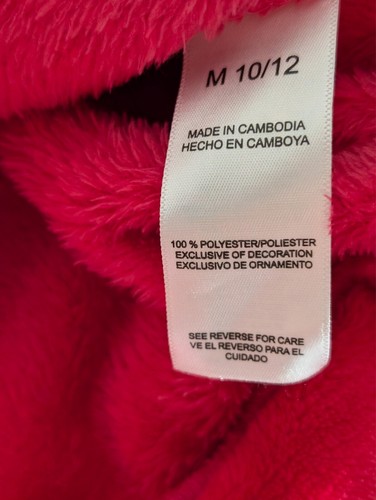 M 10/12
MADE IN CAMBODIA
HECHO EN CAMBOYA
100 % POLYESTER/POLIESTER
EXCLUSIVE OF DECORATION
EXCLUSIVO DE ORNAMENTO
SEE REVERSE FOR CARE
VE EL REVERSO PARA EL
CUIDADO